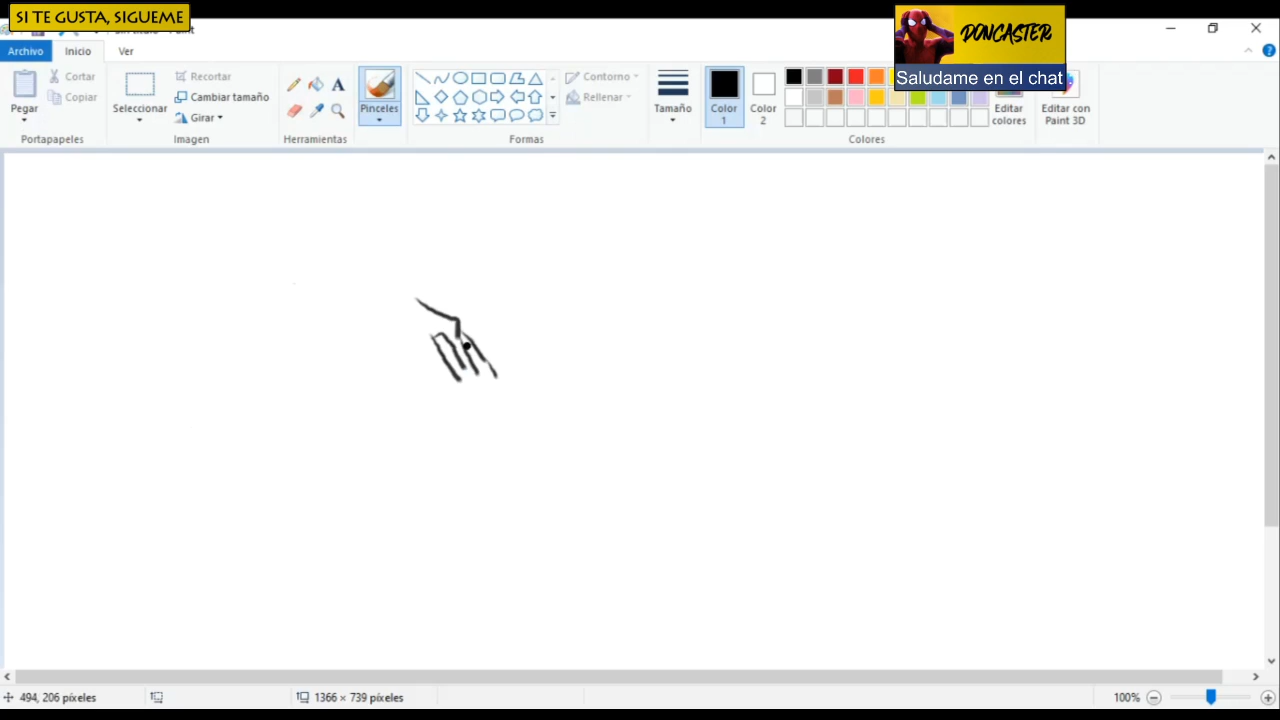 SI TE GUSTA, SIGUEME
DONCASTER
Saludame en el chat
Archivo
Inicio
Ver
Pegar
Cortar
Copiar
Portapapeles
Seleccionar
Recortar
Cambiar tamaño
Girar
Imagen
A
Herramientas
Pinceles
Contorno
Rellenar
Formas
Tamaño
Color
1
Color
2
Editar
colores
Editar con
Paint 3D
Colores
494, 206 píxeles
1366 × 739 píxeles
100%